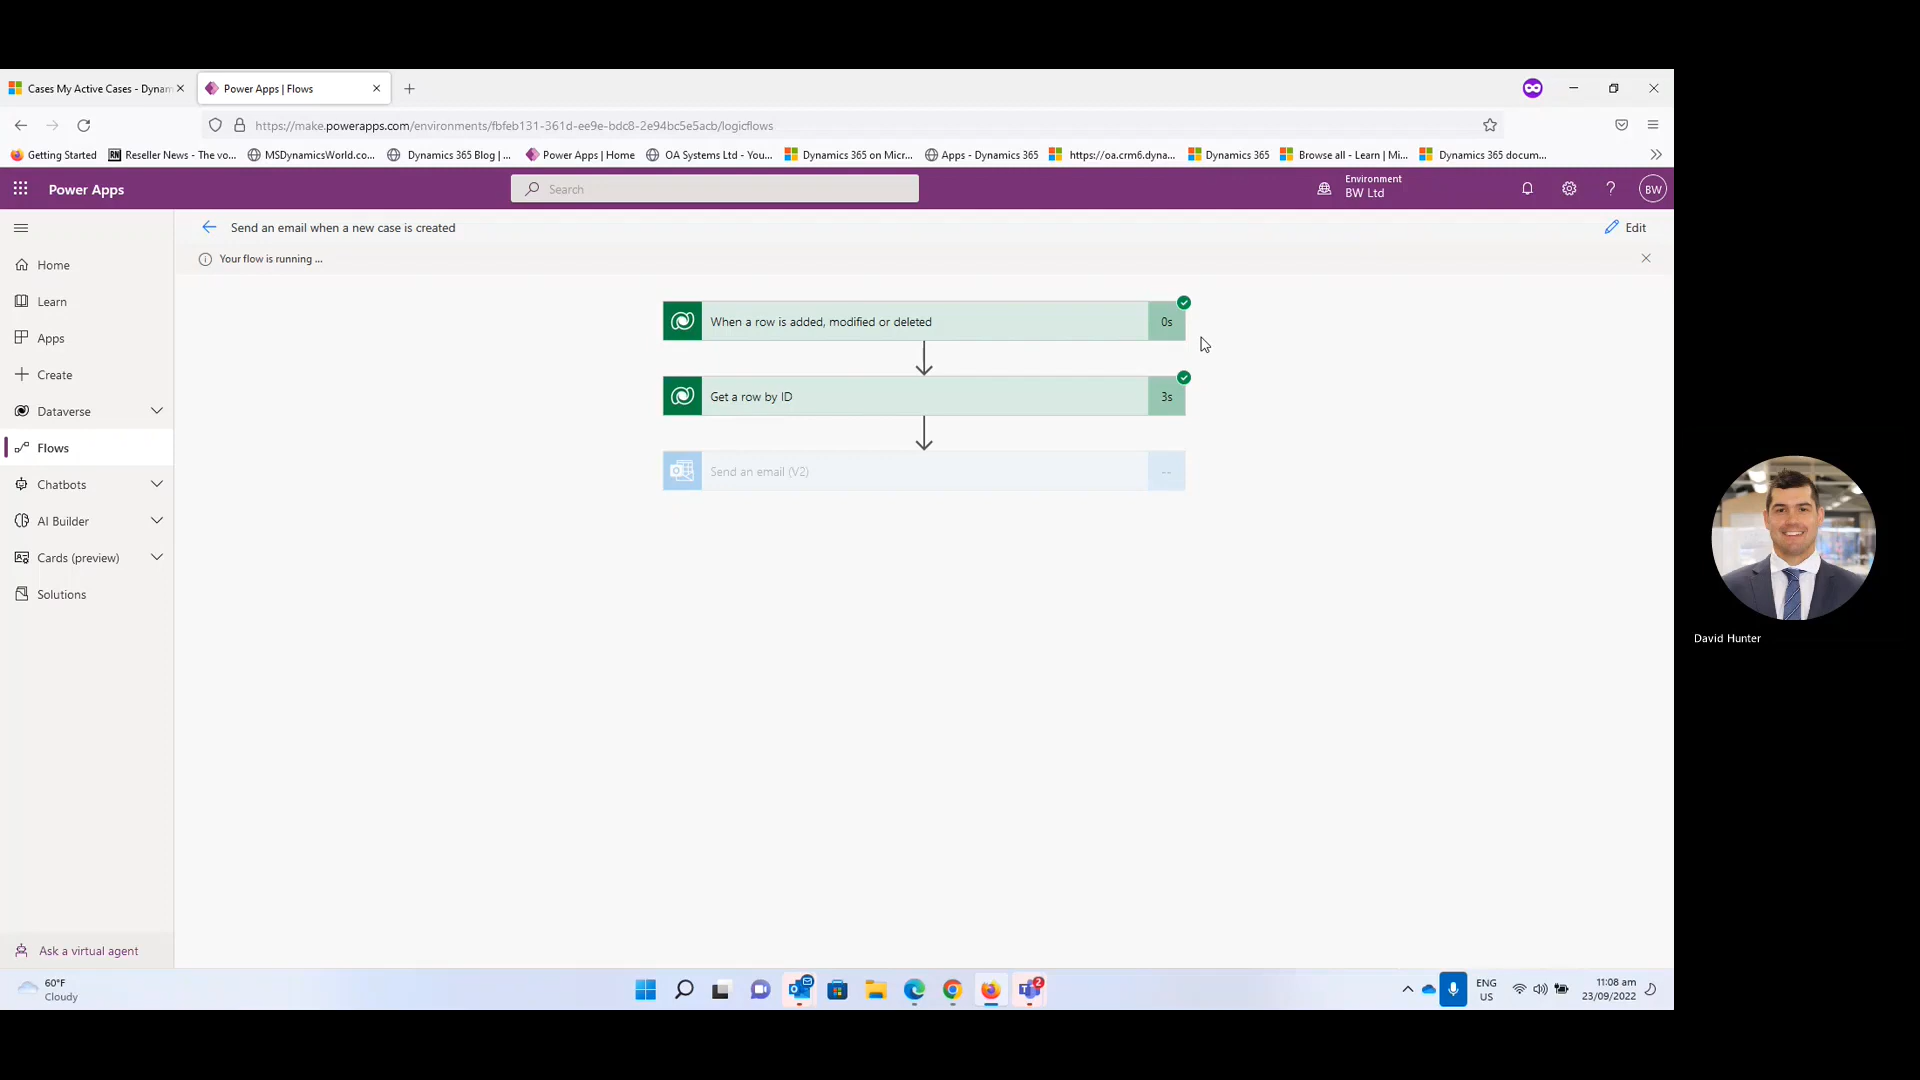 Cases My Active Cases - Dynam
Power Apps | Flows
https://make.powerapps.com/environments/fbfeb131-361d-ee9e-bdc8-2e94bc5e5acb/logicflows
Getting Started
RN Reseller News - The vo...
MSDynamicsWorld.co...
Dynamics 365 Blog | ...
Power Apps | Home
OA Systems Ltd - You...
Dynamics 365 on Micr...
Apps - Dynamics 365
https://oa.crm6.dyna...
Dynamics 365
Browse all - Learn | Mi...
Dynamics 365 docum...
Power Apps
Search
Environment
BW Ltd
BW
Send an email when a new case is created
Edit
Your flow is running ...
Home
Learn
Apps
Create
Dataverse
Flows
Chatbots
AI Builder
Cards (preview)
Solutions
Ask a virtual agent
When a row is added, modified or deleted
0s
Get a row by ID
3s
Send an email (V2)
--
David Hunter
60°F
Cloudy
2
ENG
US
11:08 am
23/09/2022